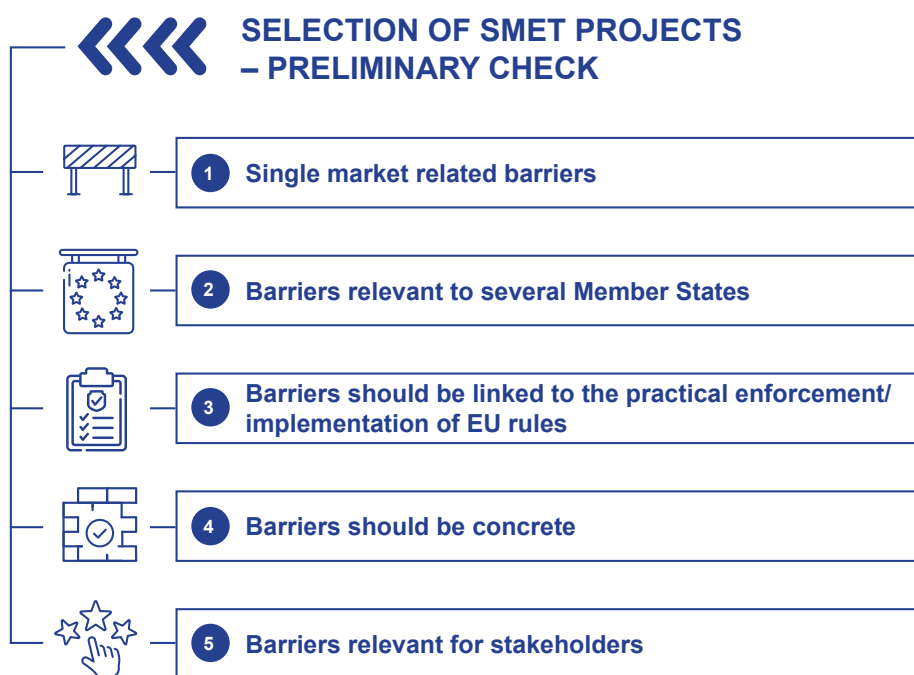 SELECTION OF SMET PROJECTS
– PRELIMINARY CHECK
1 Single market related barriers
2 Barriers relevant to several Member States
3 Barriers should be linked to the practical enforcement/
implementation of EU rules
4 Barriers should be concrete
5 Barriers relevant for stakeholders